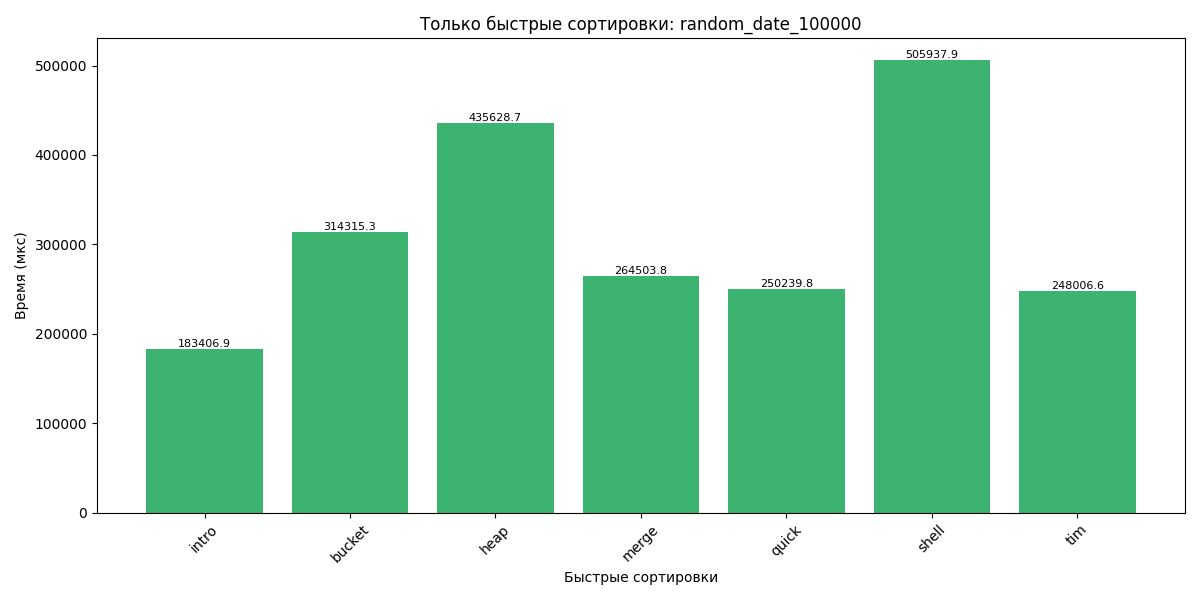 Только быстрые сортировки: random_date_100000
Время (мкс)
500000
400000
300000
200000
100000
0
183406.9
314315.3
435628.7
264503.8
250239.8
505937.9
248006.6
intro
bucket
heap
merge
quick
shell
tim
Быстрые сортировки